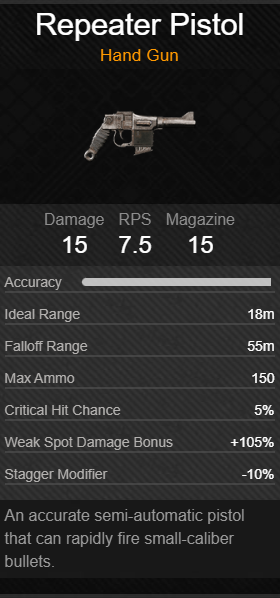 Repeater Pistol
Hand Gun
Damage RPS Magazine
15 7.5 15
Accuracy
Ideal Range 18m
Falloff Range 55m
Max Ammo 150
Critical Hit Chance 5%
Weak Spot Damage Bonus +105%
Stagger Modifier -10%
An accurate semi-automatic pistol
that can rapidly fire small-caliber
bullets.